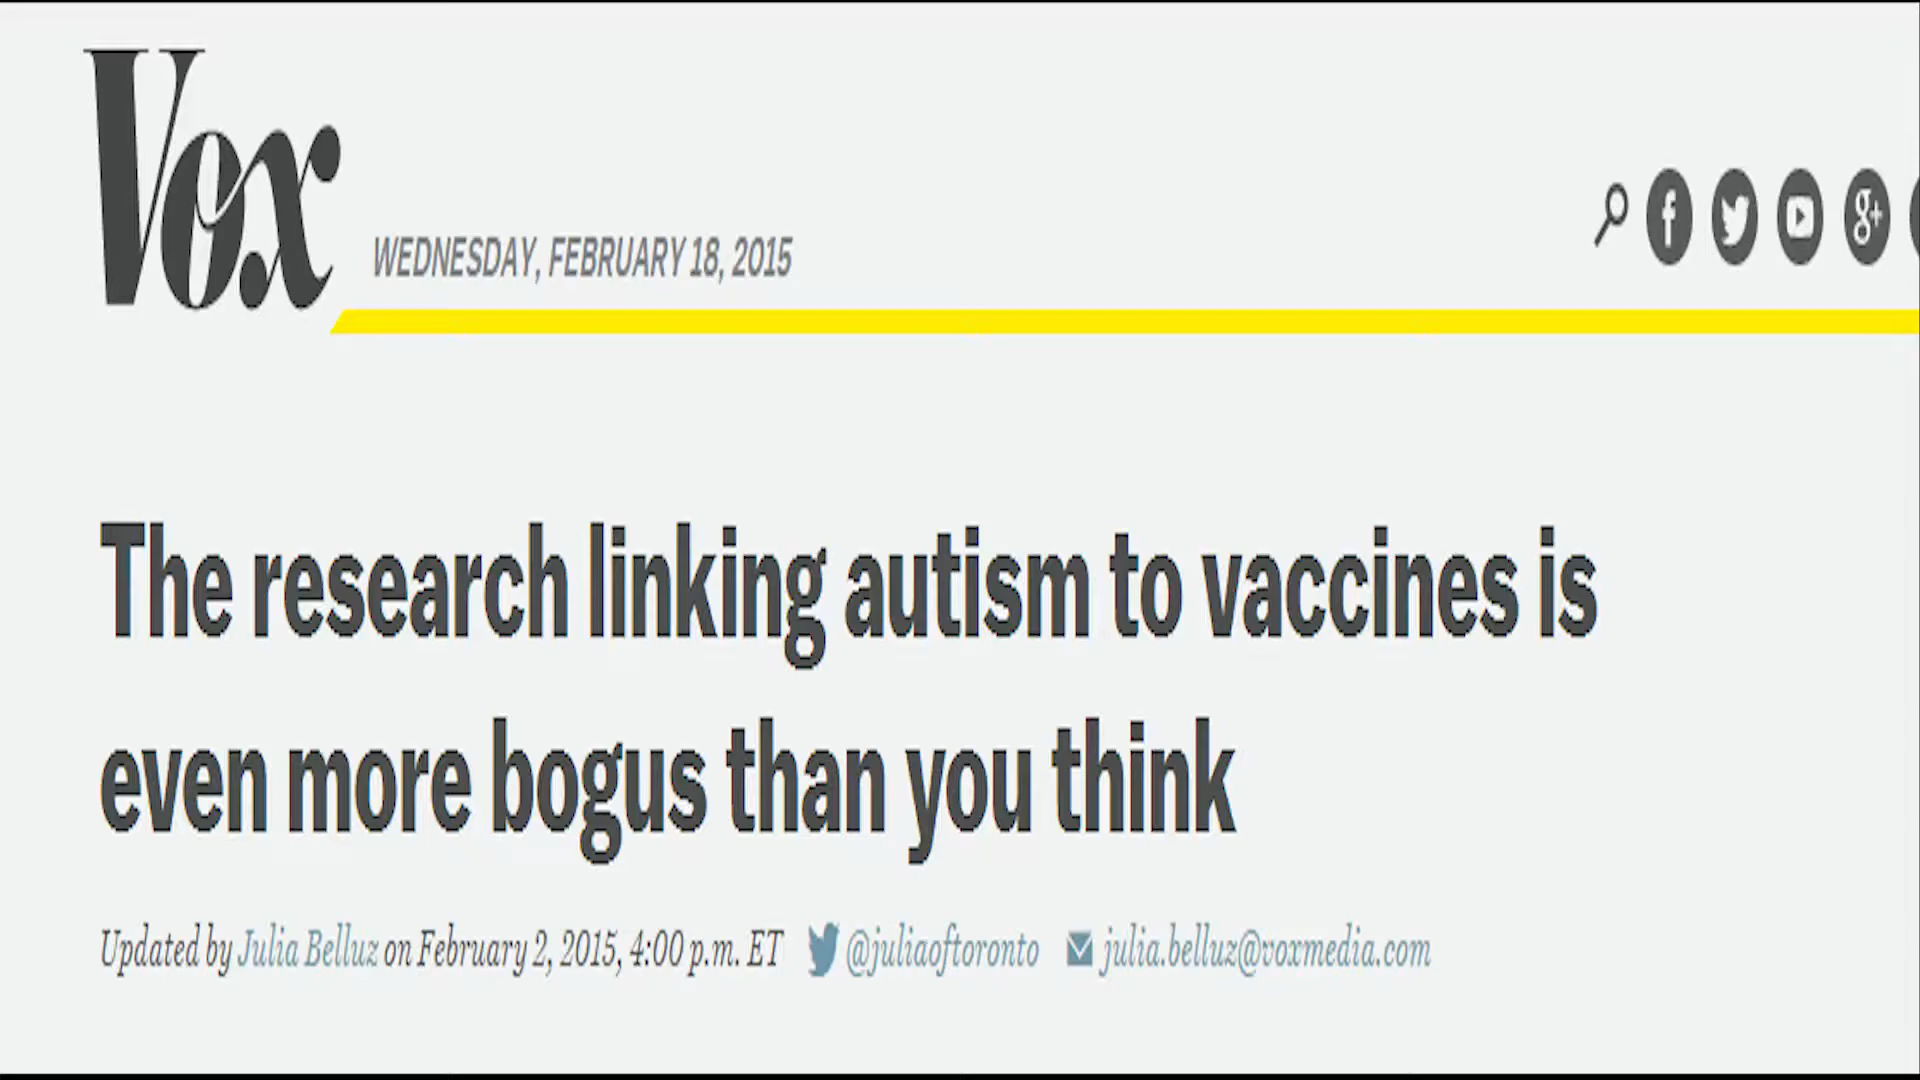 Vox
WEDNESDAY, FEBRUARY 18, 2015
The research linking autism to vaccines is
even more bogus than you think
Updated by Julia Belluz on February 2, 2015, 4:00 p.m. ET @juliaoftoronto julia.belluz@voxmedia.com